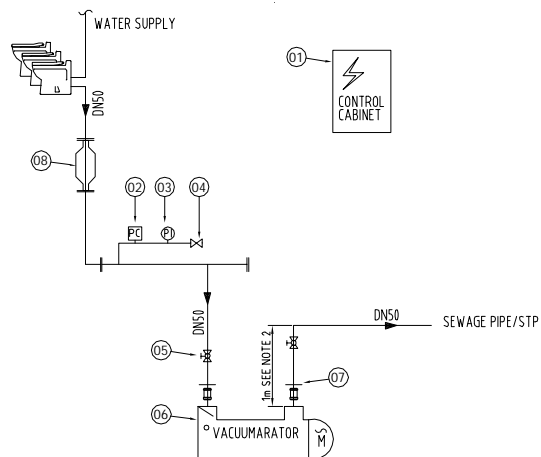 WATER SUPPLY
01
CONTROL
CABINET
DN50
08
02
03
04
PC
PI
DN50
DN50
SEWAGE PIPE/STP
1m SEE NOTE 2
05
07
06
VACUUMARATOR
M